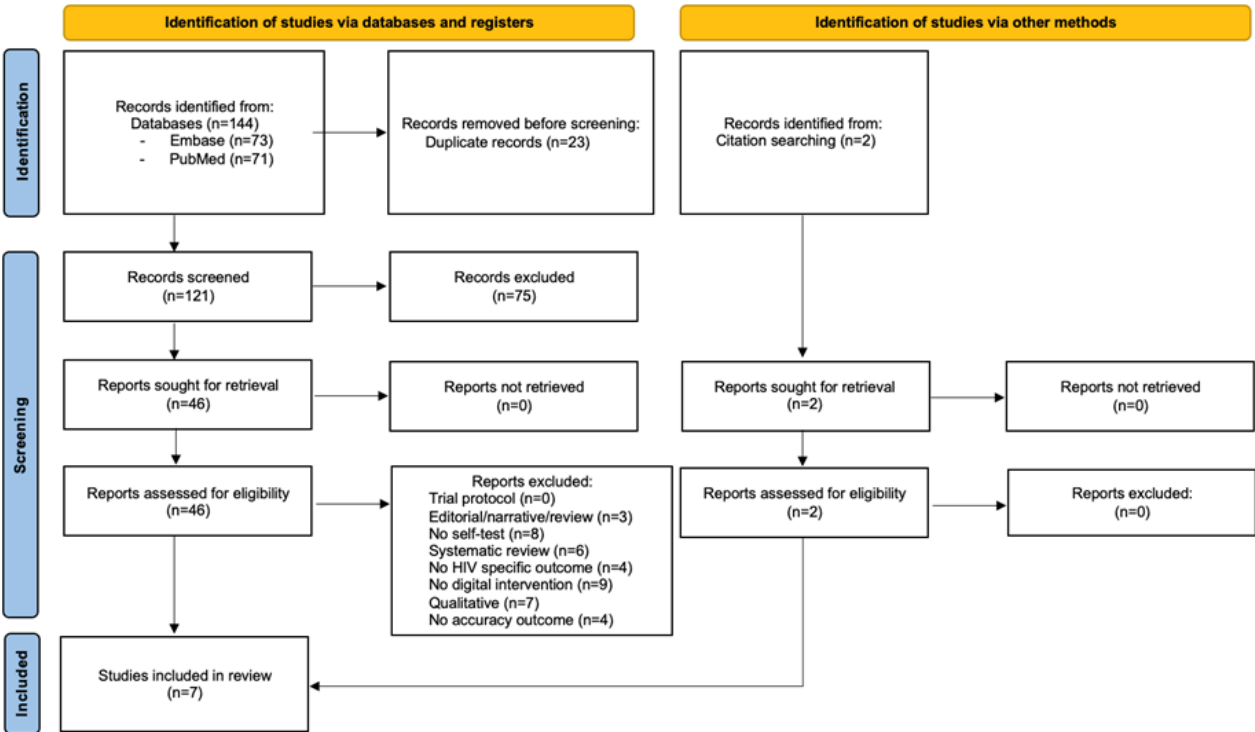 Identification of studies via databases and registers
Identification of studies via other methods
Identification
Records identified from:
Databases (n=144)
- Embase (n=73)
- PubMed (n=71)
Records removed before screening:
Duplicate records (n=23)
Records identified from:
Citation searching (n=2)
Screening
Records screened
(n=121)
Records excluded
(n=75)
Reports sought for retrieval
(n=46)
Reports not retrieved
(n=0)
Reports sought for retrieval
(n=2)
Reports not retrieved
(n=0)
Reports assessed for eligibility
(n=46)
Reports excluded:
Trial protocol (n=0)
Editorial/narrative/review (n=3)
No self-test (n=8)
Systematic review (n=6)
No HIV specific outcome (n=4)
No digital intervention (n=9)
Qualitative (n=7)
No accuracy outcome (n=4)
Reports assessed for eligibility
(n=2)
Reports excluded:
(n=0)
Included
Studies included in review
(n=7)